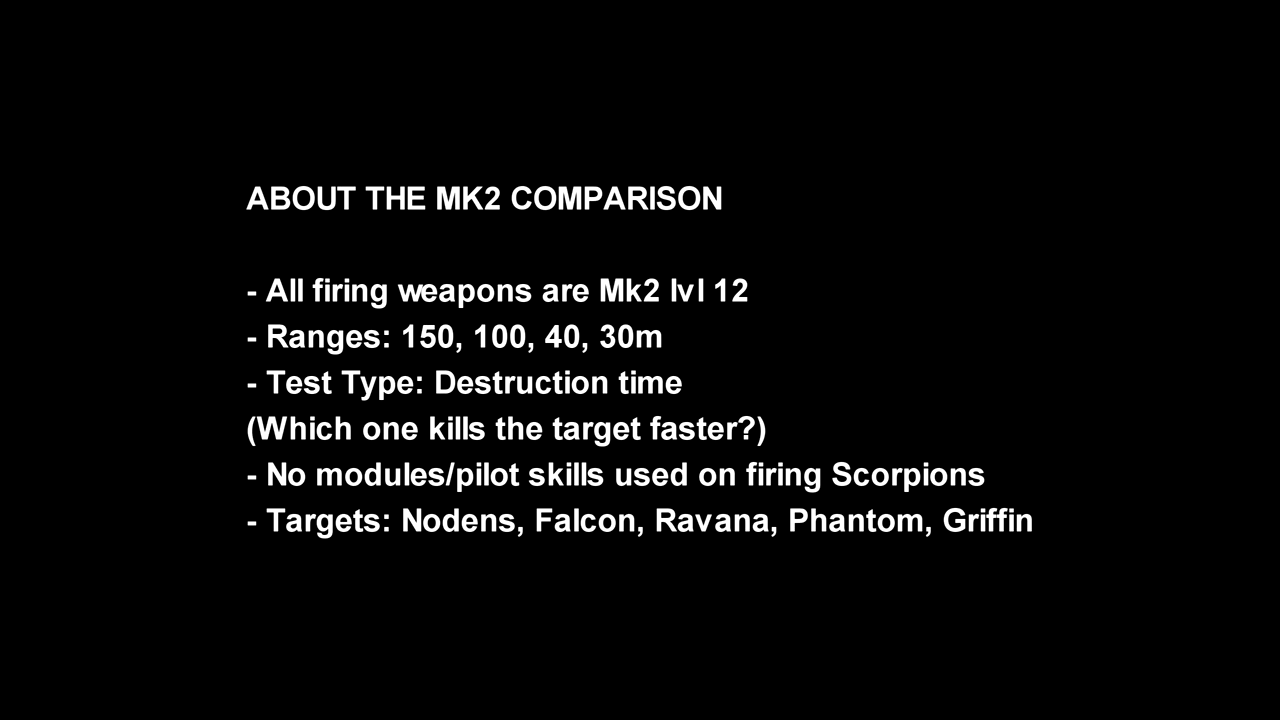 ABOUT THE MK2 COMPARISON
- All firing weapons are Mk2 lvl 12
- Ranges: 150, 100, 40, 30m
- Test Type: Destruction time
(Which one kills the target faster?)
- No modules/pilot skills used on firing Scorpions
- Targets: Nodens, Falcon, Ravana, Phantom, Griffin